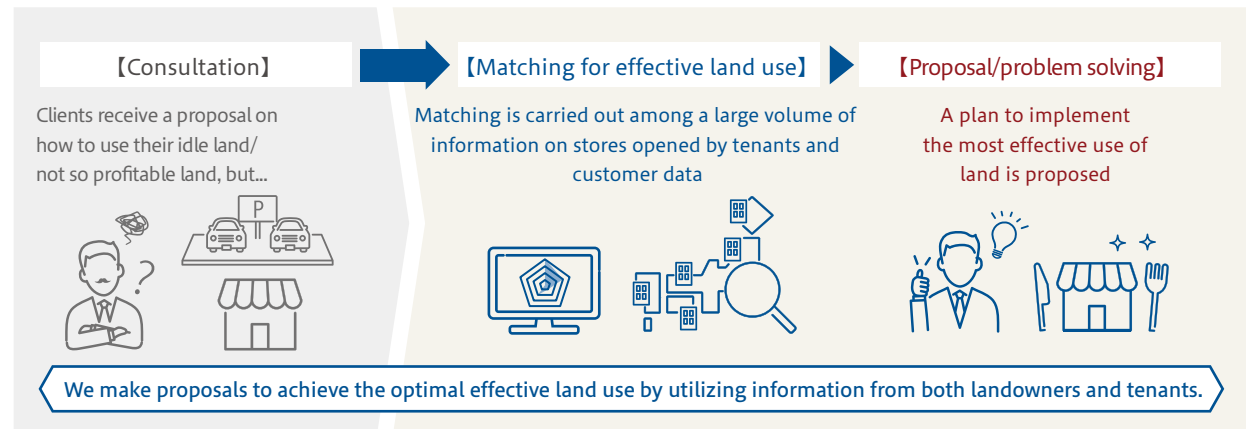 【Consultation】
【Matching for effective land use】
【Proposal/problem solving】
Clients receive a proposal on
how to use their idle land/
not so profitable land, but...
Matching is carried out among a large volume of
information on stores opened by tenants and
customer data
A plan to implement
the most effective use of
land is proposed
P
?
We make proposals to achieve the optimal effective land use by utilizing information from both landowners and tenants.